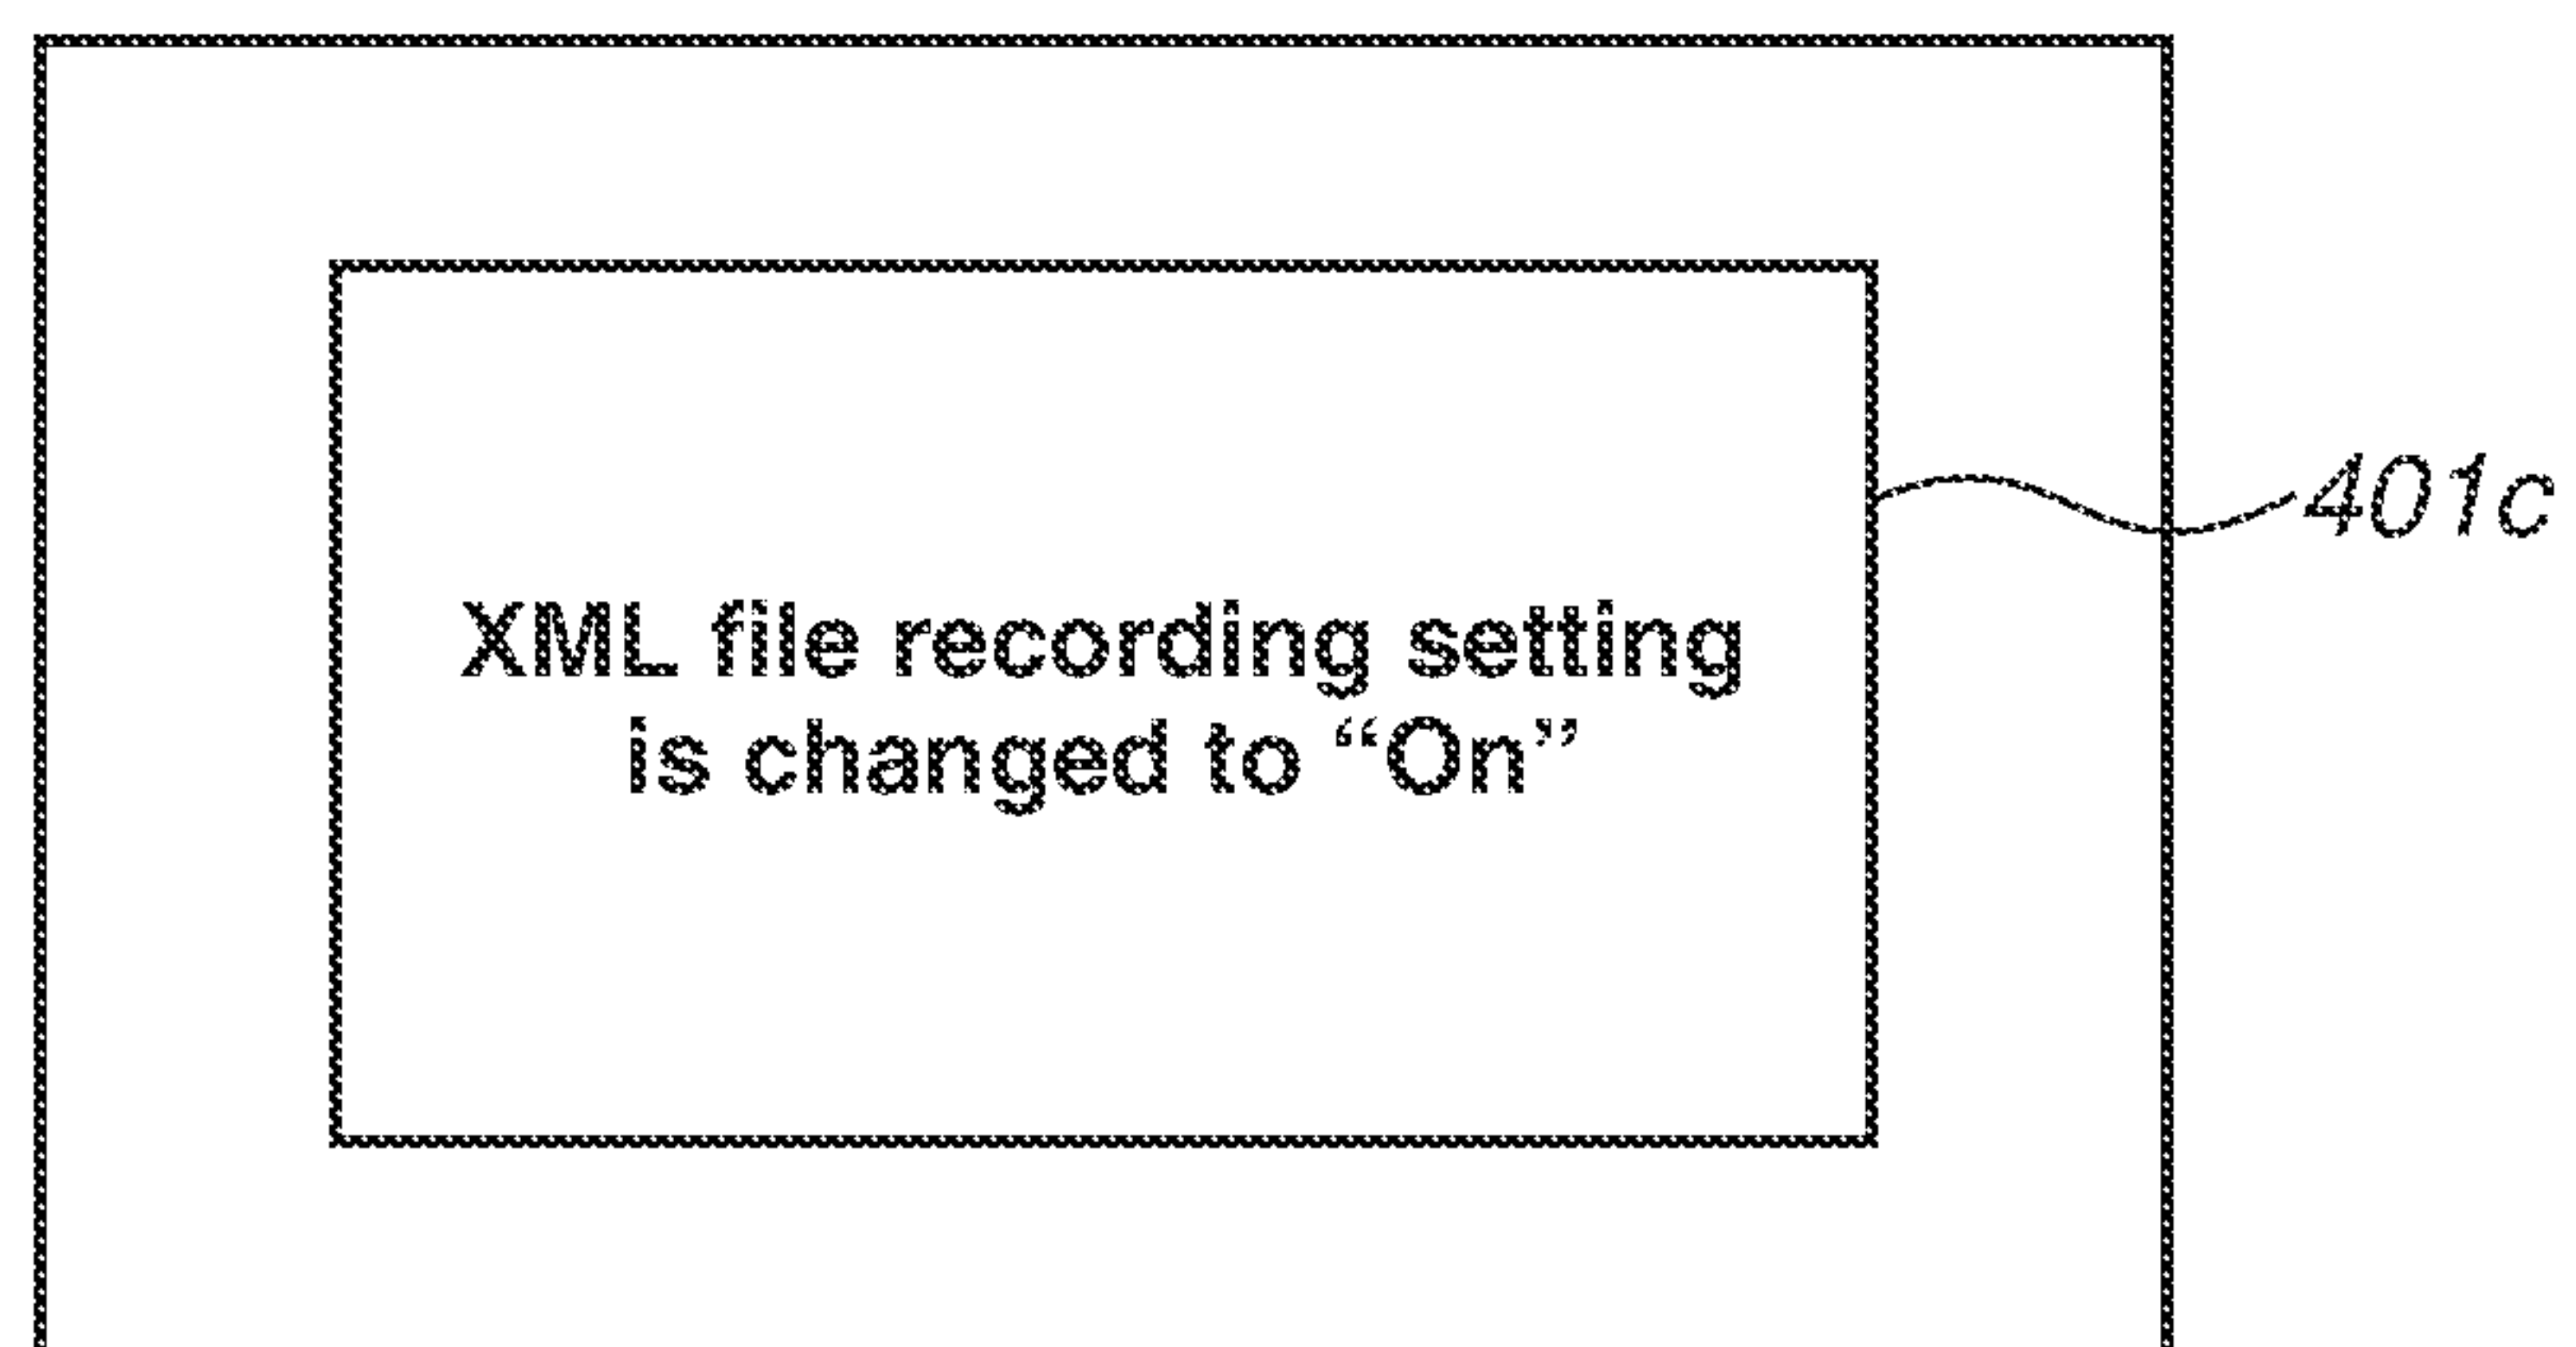 401c
XML file recording setting
is changed to “On”